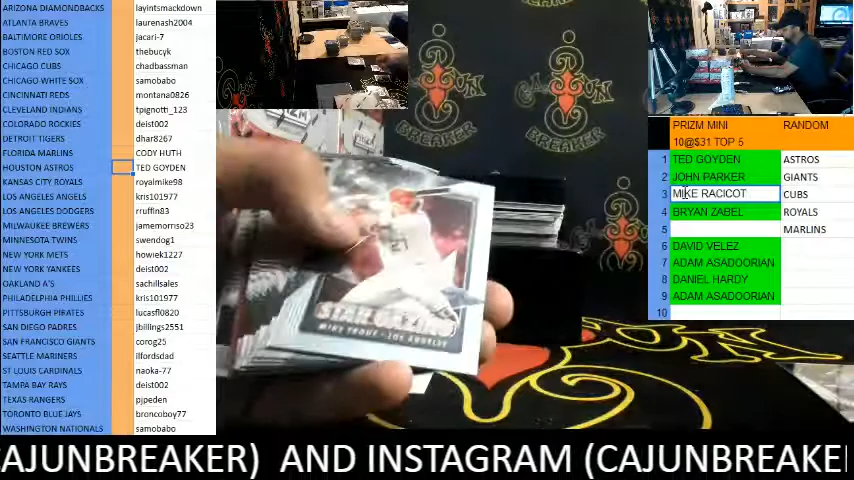 ARIZONA DIAMONDBACKS layintsmackdown
ATLANTA BRAVES laurenash2004
BALTIMORE ORIOLES jacari-7
BOSTON RED SOX thebucyk
CHICAGO CUBS chadbassman
CHICAGO WHITE SOX samobabo
CINCINNATI REDS montana0826
CLEVELAND INDIANS tpignotti_123
COLORADO ROCKIES deist002
DETROIT TIGERS dhar8267
FLORIDA MARLINS CODY HUTH
HOUSTON ASTROS TED GOYDEN
KANSAS CITY ROYALS royalmike98
LOS ANGELES ANGELS kris101977
LOS ANGELES DODGERS rruffin83
MILWAUKEE BREWERS jamemorriso23
MINNESOTA TWINS swendog1
NEW YORK METS howiek1227
NEW YORK YANKEES deist002
OAKLAND A'S sachillsales
PHILADELPHIA PHILLIES kris101977
PITTSBURGH PIRATES lucasfl0820
SAN DIEGO PADRES jbillings2551
SAN FRANCISCO GIANTS corog25
SEATTLE MARINERS ilfordsdad
ST LOUIS CARDINALS naoka-77
TAMPA BAY RAYS deist002
TEXAS RANGERS pjpeden
TORONTO BLUE JAYS broncoboy77
WASHINGTON NATIONALS samobabo
BREAKER
BREAKER
MIKE TROUT - LOS ANGELES
PRIZM MINI RANDOM
10@$31 TOP 5
1 TED GOYDEN ASTROS
2 JOHN PARKER GIANTS
3 MIKE RACICOT CUBS
4 BRYAN ZABEL ROYALS
5 MARLINS
6 DAVID VELEZ
7 ADAM ASADOORIAN
8 DANIEL HARDY
9 ADAM ASADOORIAN
10
AJUNBREAKER) AND INSTAGRAM (CAJUNBREAKE